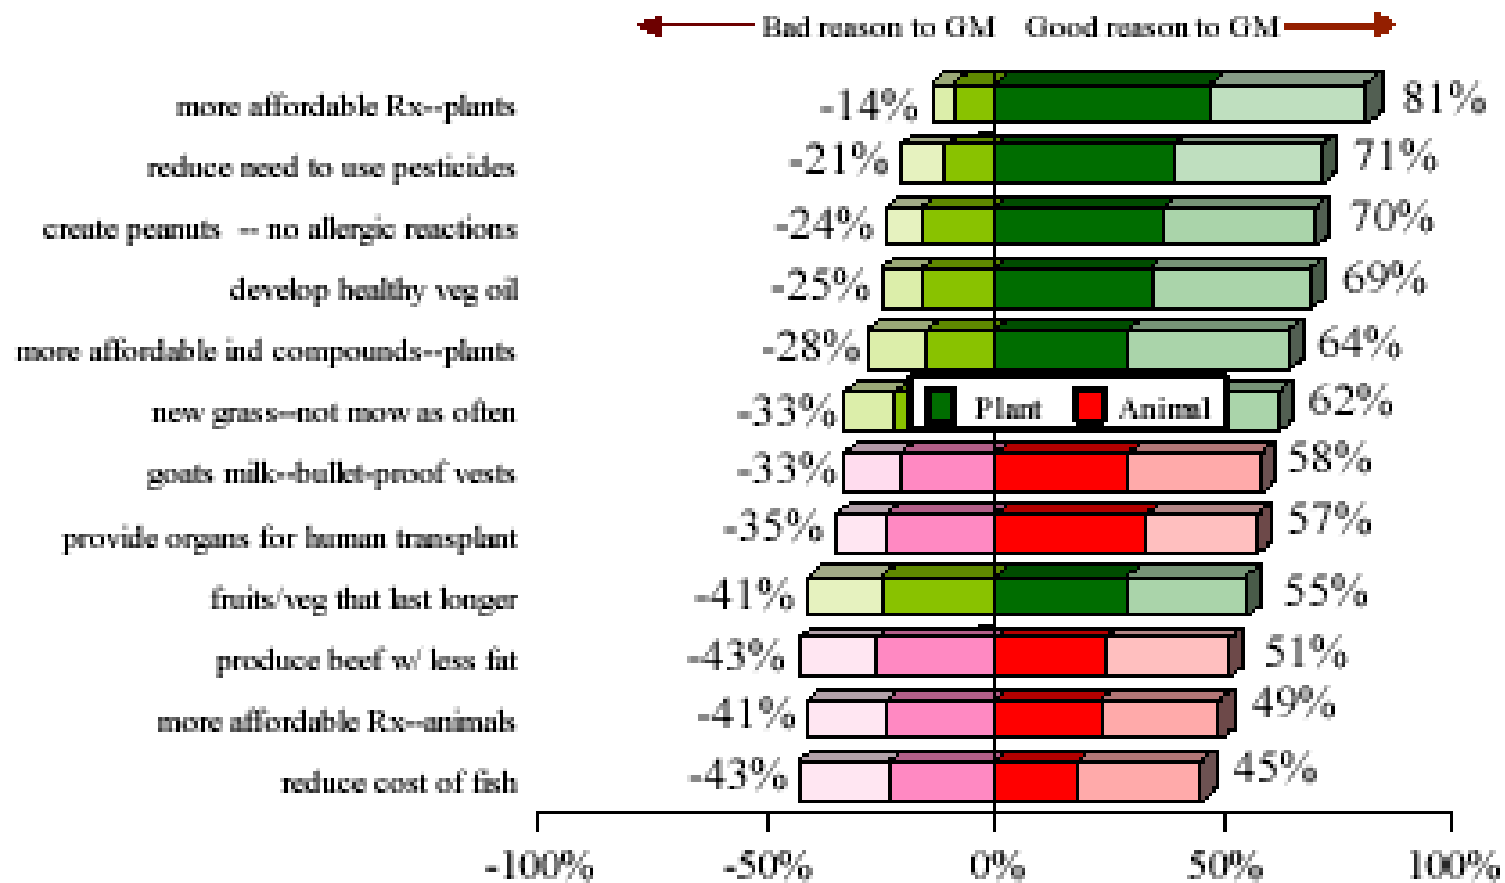 Bad reason to GM Good reason to GM
more affordable Rx--plants -14% 81%
reduce need to use pesticides -21% 71%
create peanuts -- no allergic reactions -24% 70%
develop healthy veg oil -25% 69%
more affordable ind compounds--plants -28% 64%
new grass--not mow as often -33% Plant Animal 62%
goats milk--bullet-proof vests -33% 58%
provide organs for human transplant -35% 57%
fruits/veg that last longer -41% 55%
produce beef w/ less fat -43% 51%
more affordable Rx--animals -41% 49%
reduce cost of fish -43% 45%
-100% -50% 0% 50% 100%